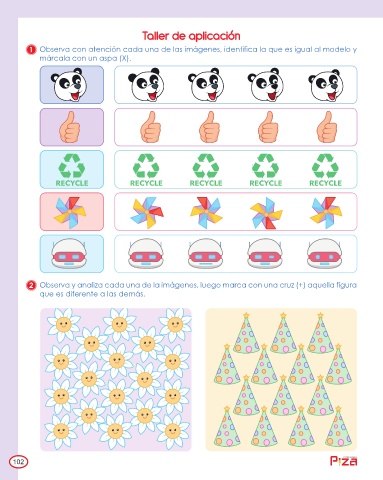 Taller de aplicación
1 Observa con atención cada una de las imágenes, identifica la que es igual al modelo y
márcala con un aspa (X).
RECYCLE RECYCLE RECYCLE RECYCLE RECYCLE
2 Observa y analiza cada una de la imágenes, luego marca con una cruz (+) aquella figura
que es diferente a las demás.
102
Piza